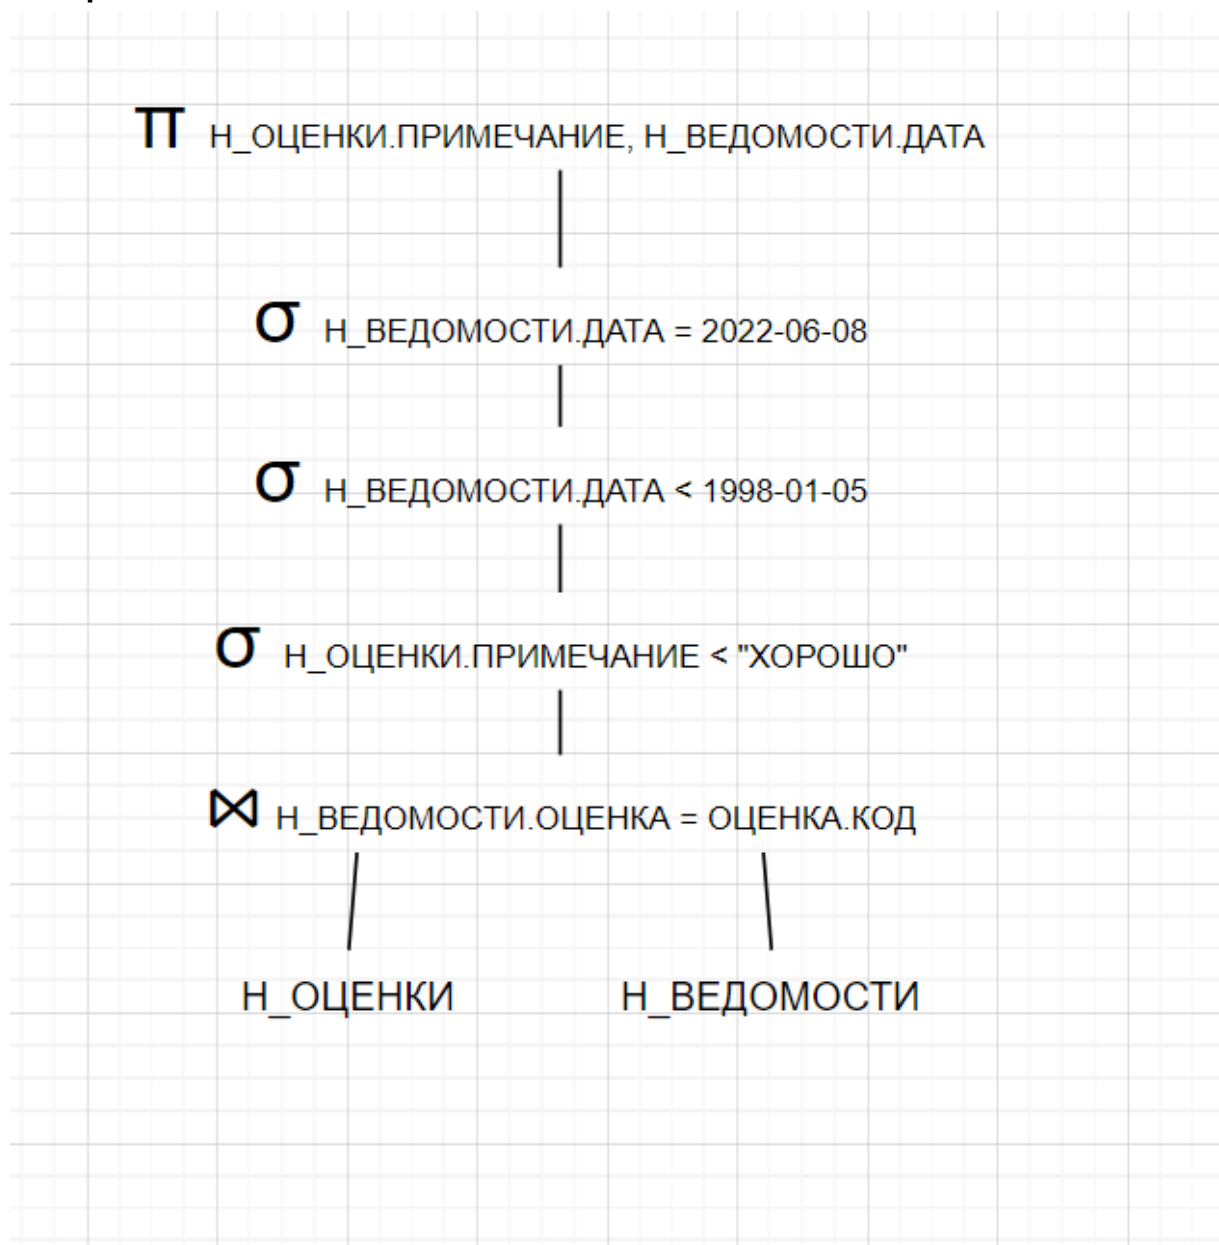 π Н_ОЦЕНКИ.ПРИМЕЧАНИЕ, Н_ВЕДОМОСТИ.ДАТА
σ Н_ВЕДОМОСТИ.ДАТА = 2022-06-08
σ Н_ВЕДОМОСТИ.ДАТА < 1998-01-05
σ Н_ОЦЕНКИ.ПРИМЕЧАНИЕ < "ХОРОШО"
⋈ Н_ВЕДОМОСТИ.ОЦЕНКА = ОЦЕНКА.КОД
Н_ОЦЕНКИ Н_ВЕДОМОСТИ